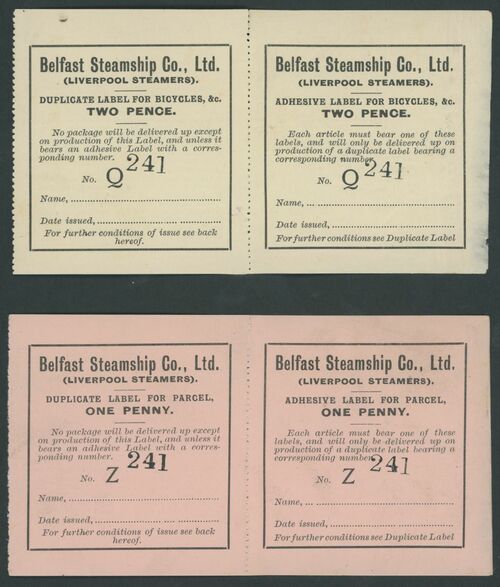 Belfast Steamship Co., Ltd.
(LIVERPOOL STEAMERS).
DUPLICATE LABEL FOR BICYCLES, &c.
TWO PENCE.
No package will be delivered up except
on production of this Label, and unless it
bears an adhesive Label with a corres-
ponding number.
No. Q 241
Name, ........................................
Date issued, ................................
For further conditions of issue see back
hereof.
Belfast Steamship Co., Ltd.
(LIVERPOOL STEAMERS).
ADHESIVE LABEL FOR BICYCLES, &c.
TWO PENCE.
Each article must bear one of these
labels, and will only be delivered up on
production of a duplicate label bearing a
corresponding number
No. Q 241
Name, ........................................
Date issued, ................................
For further conditions see Duplicate Label
Belfast Steamship Co., Ltd.
(LIVERPOOL STEAMERS).
DUPLICATE LABEL FOR PARCEL,
ONE PENNY.
No package will be delivered up except
on production of this Label, and unless it
bears an adhesive Label with a corres-
ponding number.
No. Z 241
Name, ........................................
Date issued, ................................
For further conditions of issue see back
hereof.
Belfast Steamship Co., Ltd.
(LIVERPOOL STEAMERS).
ADHESIVE LABEL FOR PARCEL,
ONE PENNY.
Each article must bear one of these
labels, and will only be delivered up on
production of a duplicate label bearing a
corresponding number
No. Z 241
Name, ........................................
Date issued, ................................
For further conditions see Duplicate Label